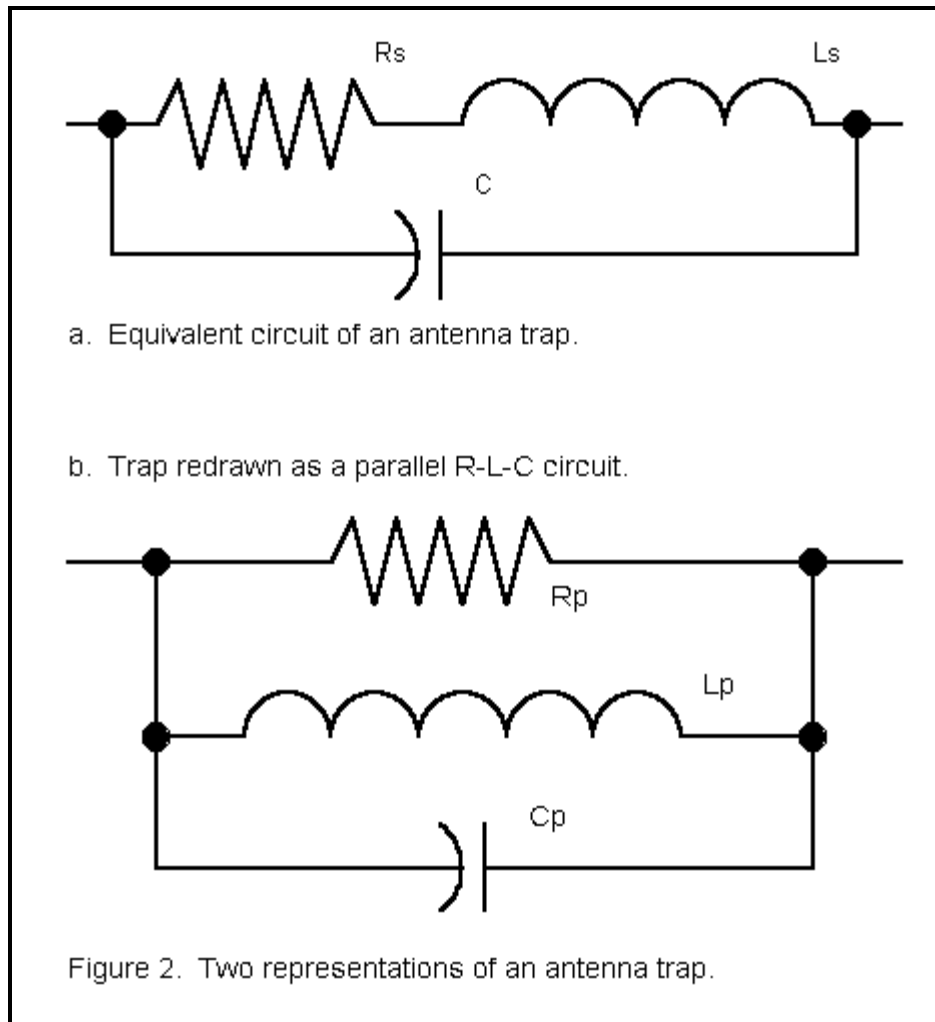 Rs
Ls
C
a. Equivalent circuit of an antenna trap.
b. Trap redrawn as a parallel R-L-C circuit.
Rp
Lp
Cp
Figure 2. Two representations of an antenna trap.